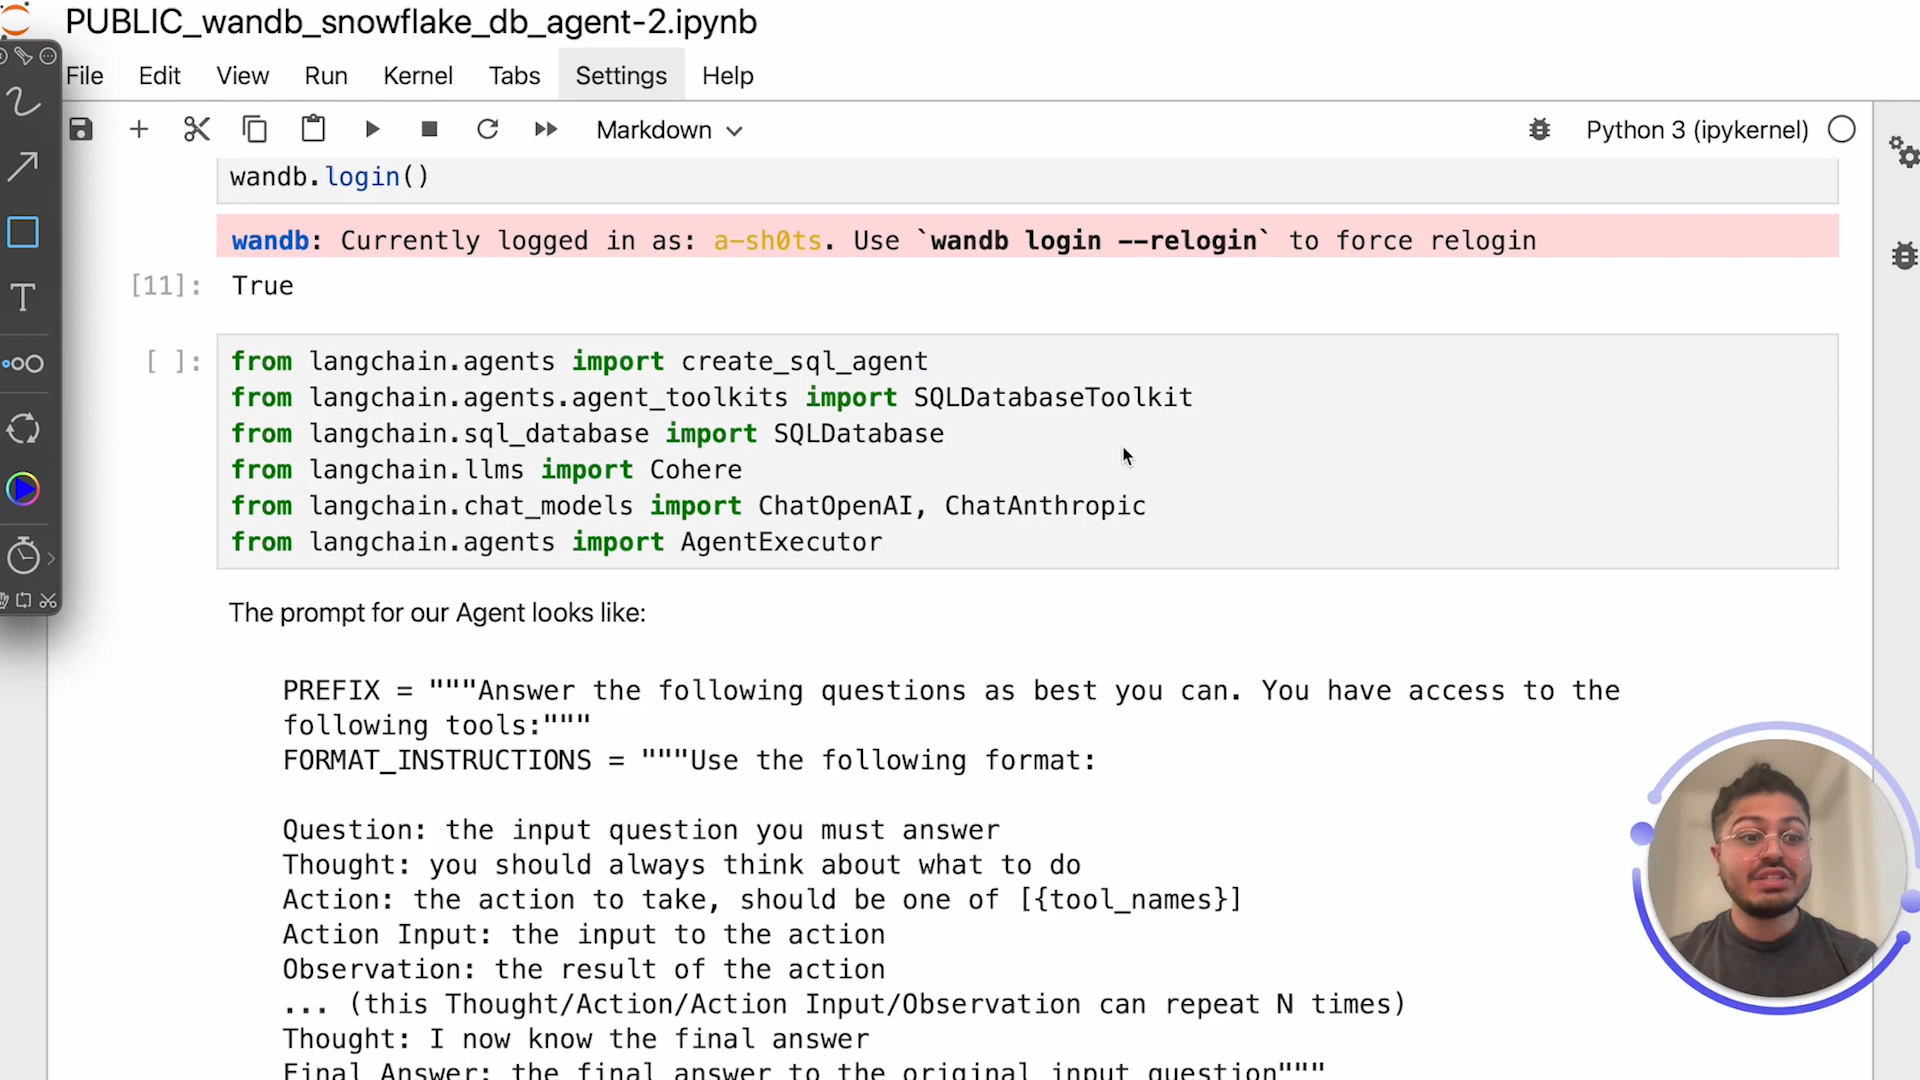 PUBLIC_wandb_snowflake_db_agent-2.ipynb
File Edit View Run Kernel Tabs Settings Help
Markdown
Python 3 (ipykernel)
wandb.login()
wandb: Currently logged in as: a-sh0ts. Use `wandb login --relogin` to force relogin
[11]: True
[ ]: from langchain.agents import create_sql_agent
from langchain.agents.agent_toolkits import SQLDatabaseToolkit
from langchain.sql_database import SQLDatabase
from langchain.llms import Cohere
from langchain.chat_models import ChatOpenAI, ChatAnthropic
from langchain.agents import AgentExecutor
The prompt for our Agent looks like:
PREFIX = """Answer the following questions as best you can. You have access to the
following tools:"""
FORMAT_INSTRUCTIONS = """Use the following format:
Question: the input question you must answer
Thought: you should always think about what to do
Action: the action to take, should be one of [{tool_names}]
Action Input: the input to the action
Observation: the result of the action
... (this Thought/Action/Action Input/Observation can repeat N times)
Thought: I now know the final answer
Final Answer: the final answer to the original input question"""